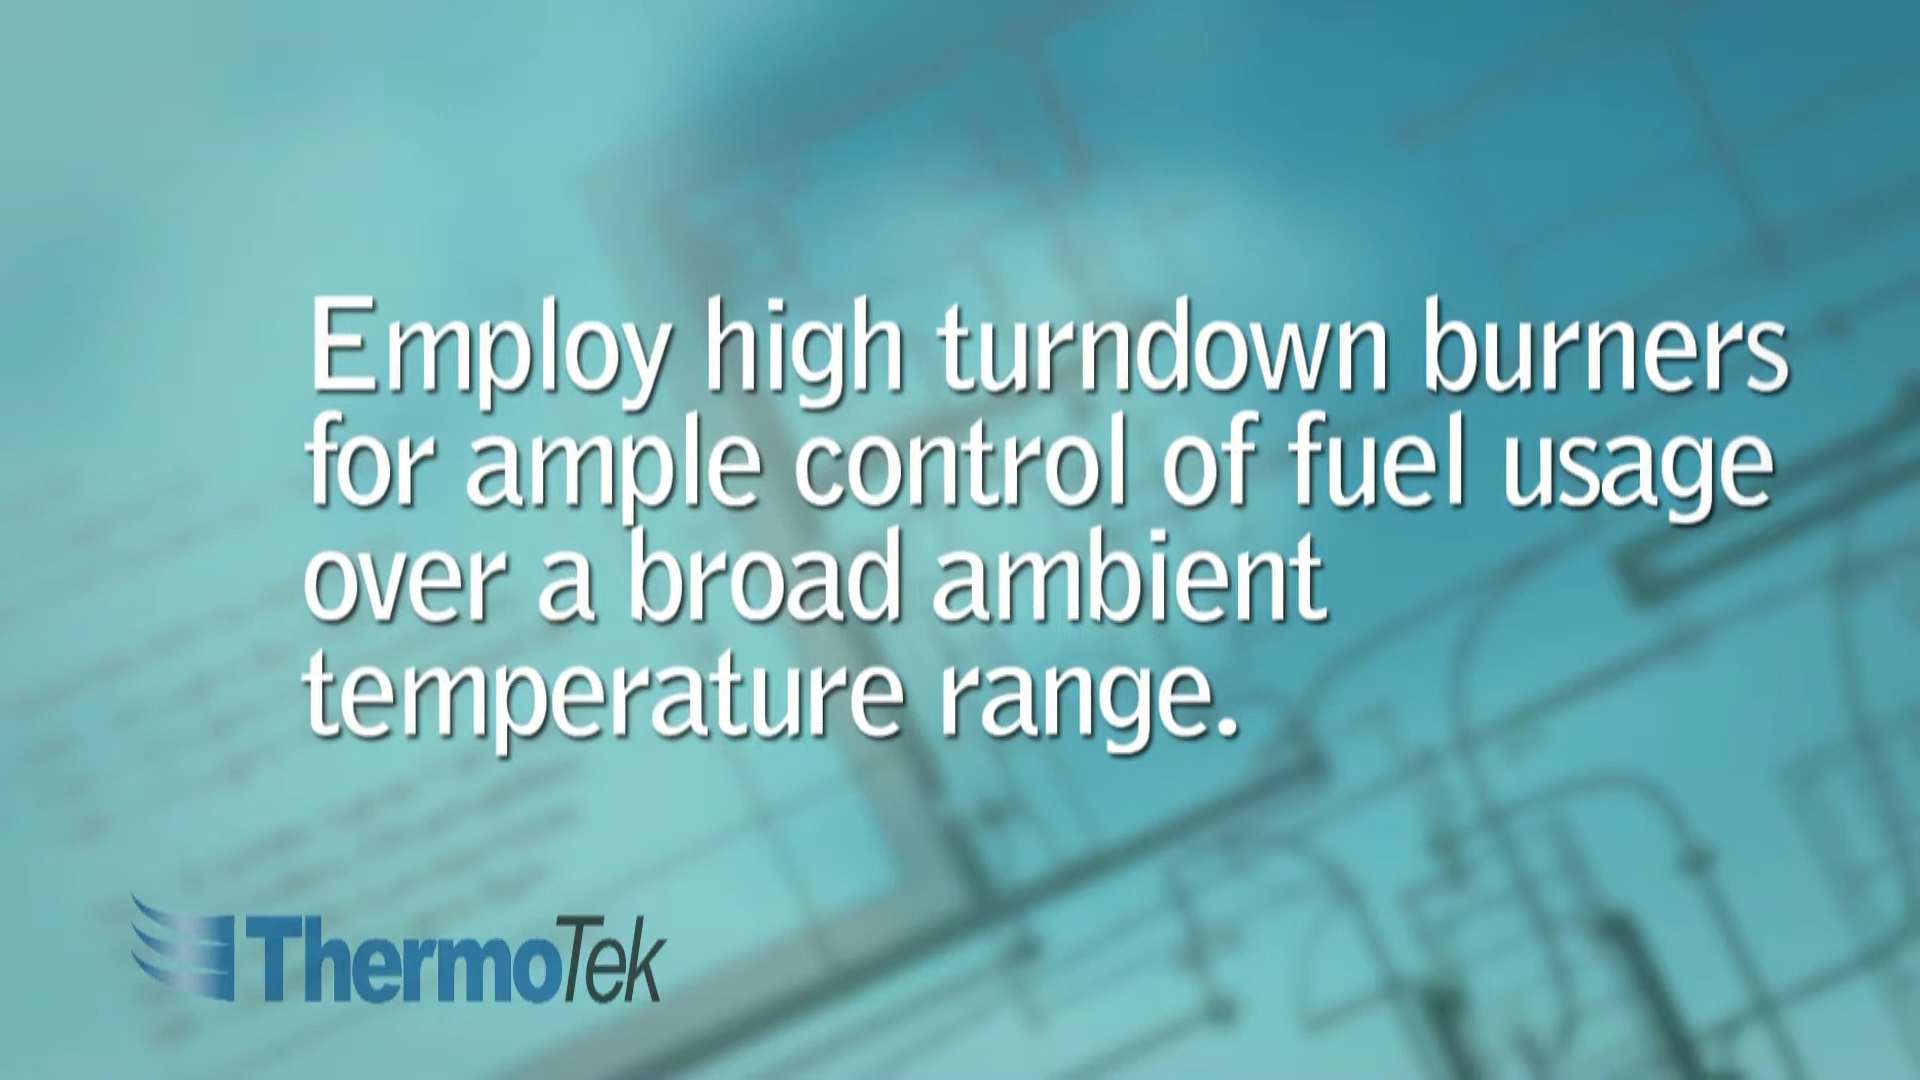 Employ high turndown burners
for ample control of fuel usage
over a broad ambient
temperature range.
ThermoTek